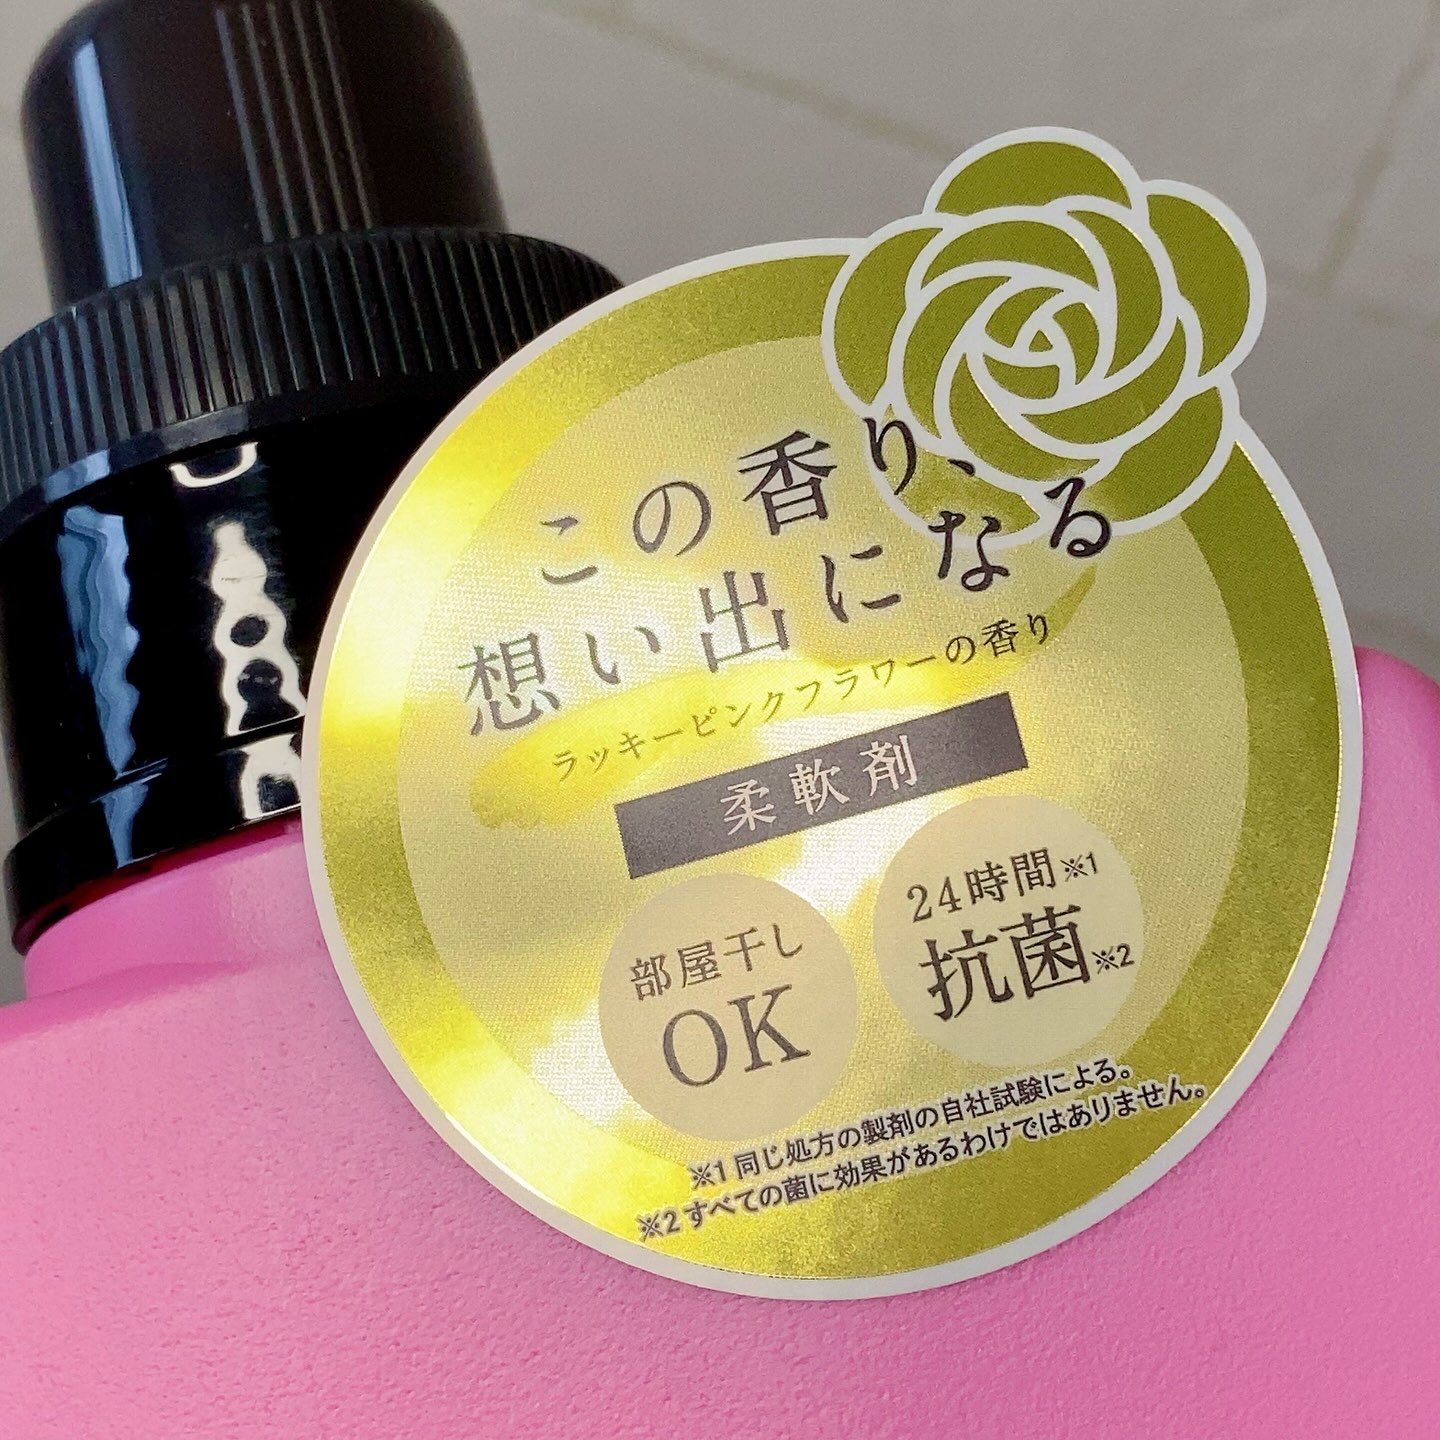 この香り、
想い出になる
ラッキーピンクフラワーの香り
柔軟剤
部屋干し
OK
24時間※1
抗菌※2
※1 同じ処方の製剤の自社試験による。
※2 すべての菌に効果があるわけではありません。